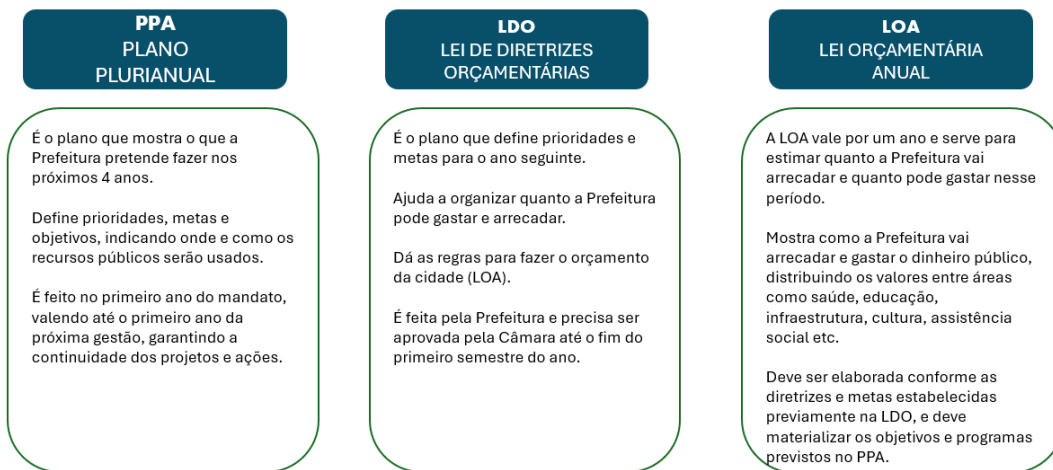 PPA
PLANO
PLURIANUAL
É o plano que mostra o que a
Prefeitura pretende fazer nos
próximos 4 anos.
Define prioridades, metas e
objetivos, indicando onde e como os
recursos públicos serão usados.
É feito no primeiro ano do mandato,
valendo até o primeiro ano da
próxima gestão, garantindo a
continuidade dos projetos e ações.
LDO
LEI DE DIRETRIZES
ORÇAMENTÁRIAS
É o plano que define prioridades e
metas para o ano seguinte.
Ajuda a organizar quanto a Prefeitura
pode gastar e arrecadar.
Dá as regras para fazer o orçamento
da cidade (LOA).
É feita pela Prefeitura e precisa ser
aprovada pela Câmara até o fim do
primeiro semestre do ano.
LOA
LEI ORÇAMENTÁRIA
ANUAL
A LOA vale por um ano e serve para
estimar quanto a Prefeitura vai
arrecadar e quanto pode gastar nesse
período.
Mostra como a Prefeitura vai
arrecadar e gastar o dinheiro público,
distribuindo os valores entre áreas
como saúde, educação,
infraestrutura, cultura, assistência
social etc.
Deve ser elaborada conforme as
diretrizes e metas estabelecidas
previamente na LDO, e deve
materializar os objetivos e programas
previstos no PPA.